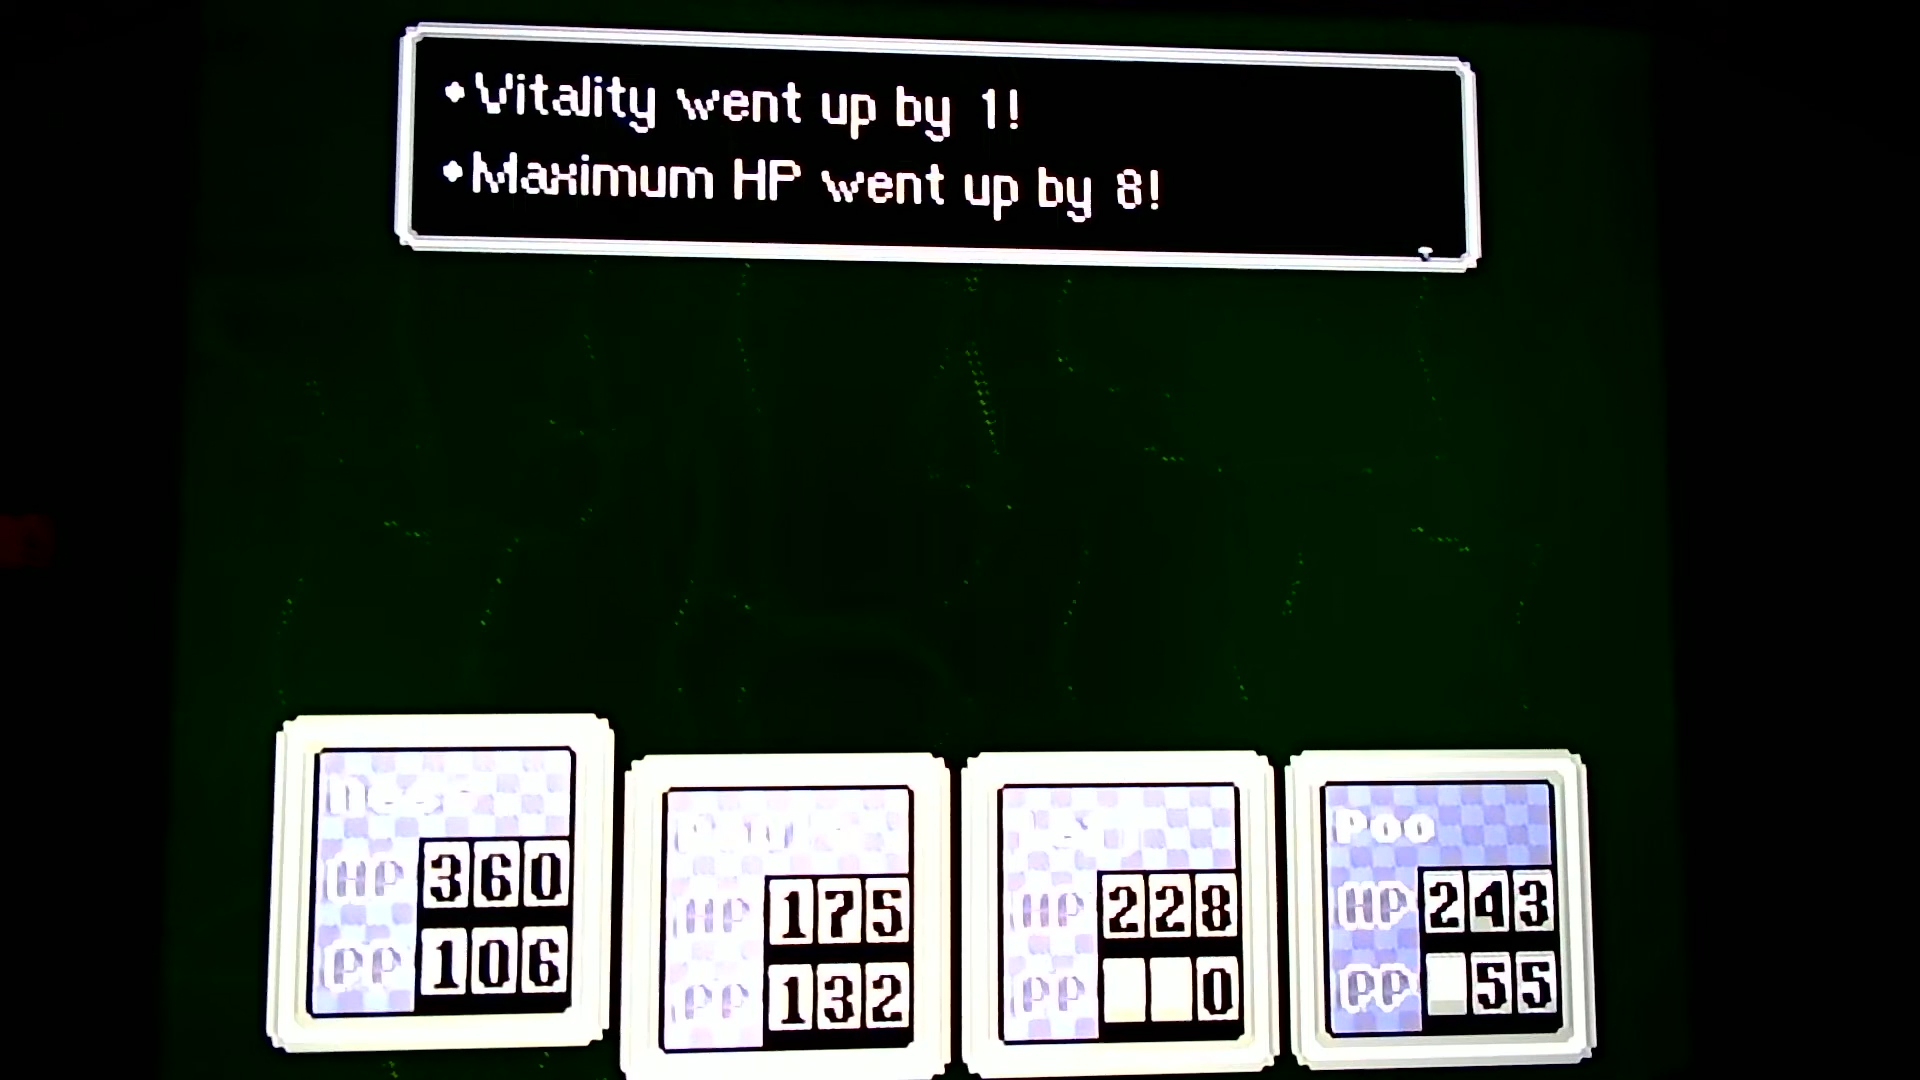 •Vitality went up by 1!
•Maximum HP went up by 8!
Ness
HP 360
PP 106
HP 175
PP 132
HP 228
PP 0
Poo
HP 243
PP 55